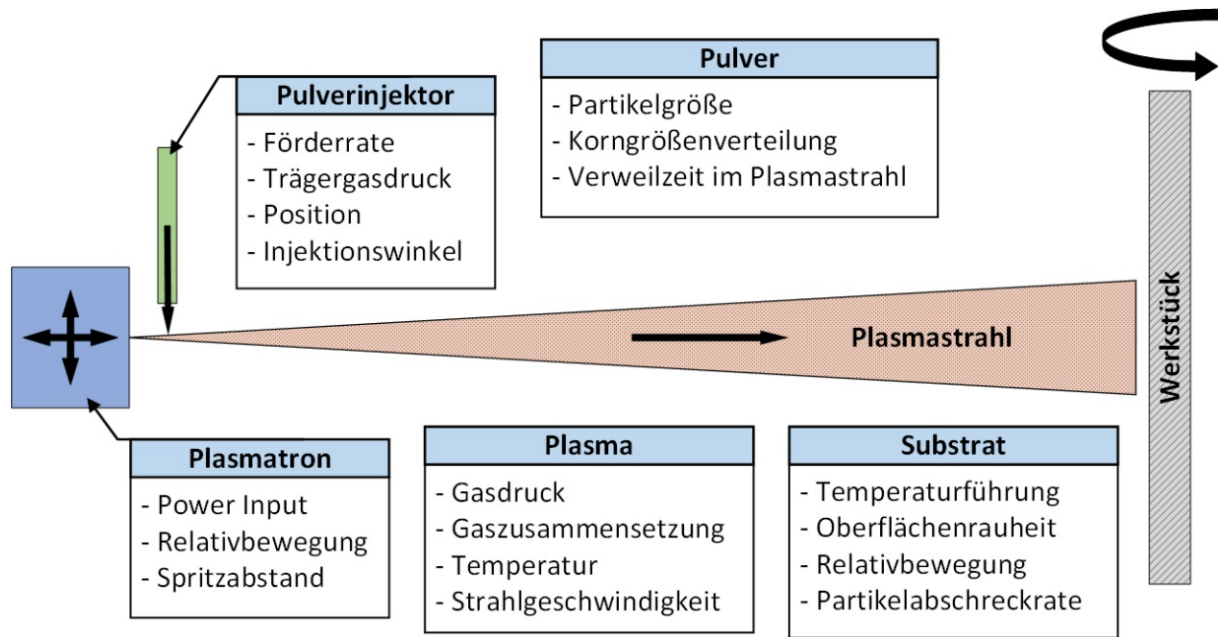 Pulverinjektor
- Förderrate
- Trägergasdruck
- Position
- Injektionswinkel
Pulver
- Partikelgröße
- Korngrößenverteilung
- Verweilzeit im Plasmastrahl
Plasmastrahl
Werkstück
Plasmatron
- Power Input
- Relativbewegung
- Spritzabstand
Plasma
- Gasdruck
- Gaszusammensetzung
- Temperatur
- Strahlgeschwindigkeit
Substrat
- Temperaturführung
- Oberflächenrauheit
- Relativbewegung
- Partikelabschreckrate